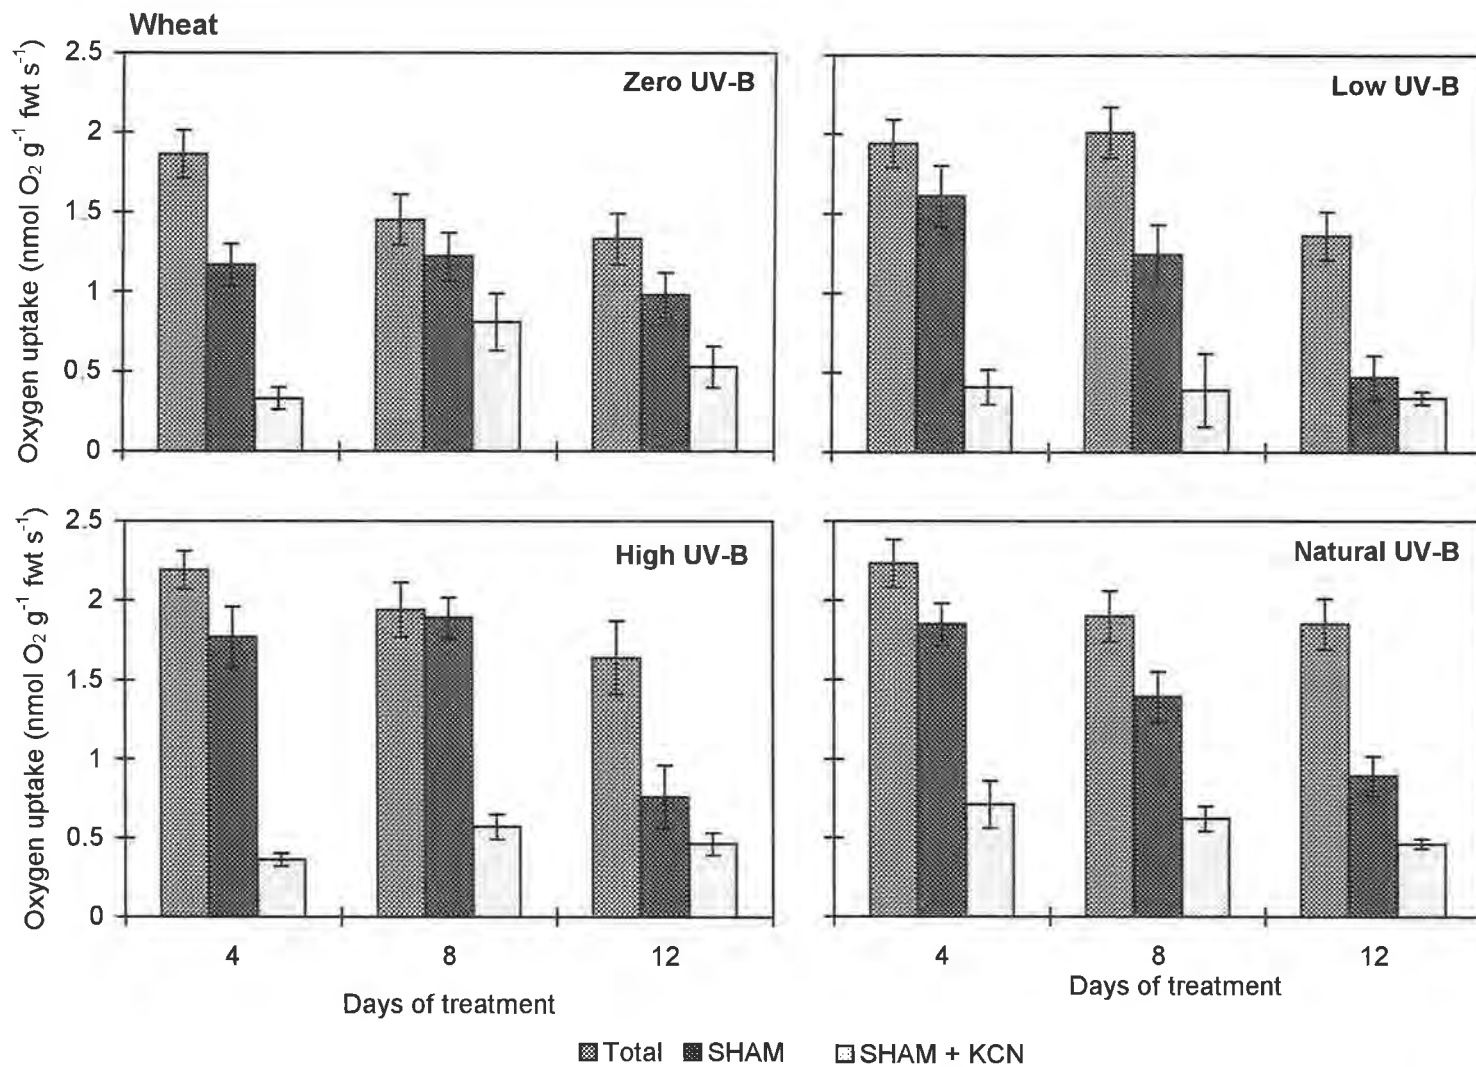 Wheat
Zero UV-B
Low UV-B
Oxygen uptake (nmol O₂ g⁻¹ fwt s⁻¹)
2.5
2
1.5
1
0.5
0
High UV-B
Natural UV-B
Oxygen uptake (nmol O₂ g⁻¹ fwt s⁻¹)
2.5
2
1.5
1
0.5
0
4 8 12
4 8 12
Days of treatment
Days of treatment
Total SHAM SHAM + KCN